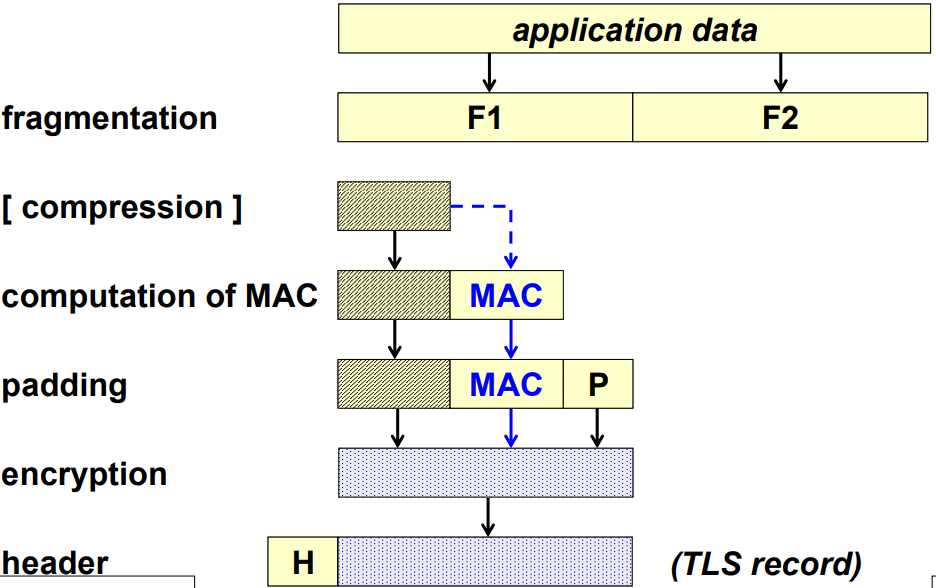 application data
fragmentation F1 F2
[ compression ]
computation of MAC MAC
padding MAC P
encryption
header H (TLS record)